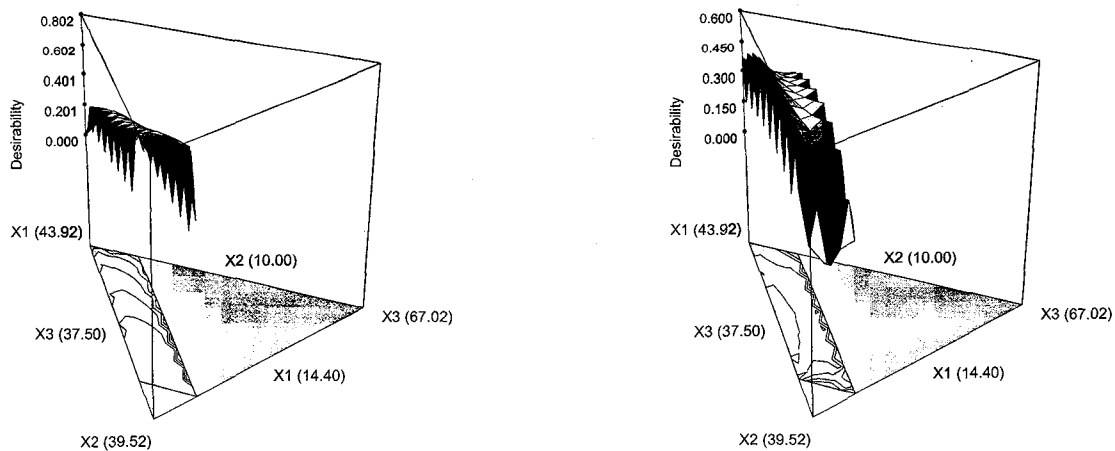 0.802
0.602
0.401
0.201
0.000
Desirability
X1 (43.92)
X2 (10.00)
X3 (67.02)
X3 (37.50)
X1 (14.40)
X2 (39.52)
0.600
0.450
0.300
0.150
0.000
Desirability
X1 (43.92)
X2 (10.00)
X3 (67.02)
X3 (37.50)
X1 (14.40)
X2 (39.52)